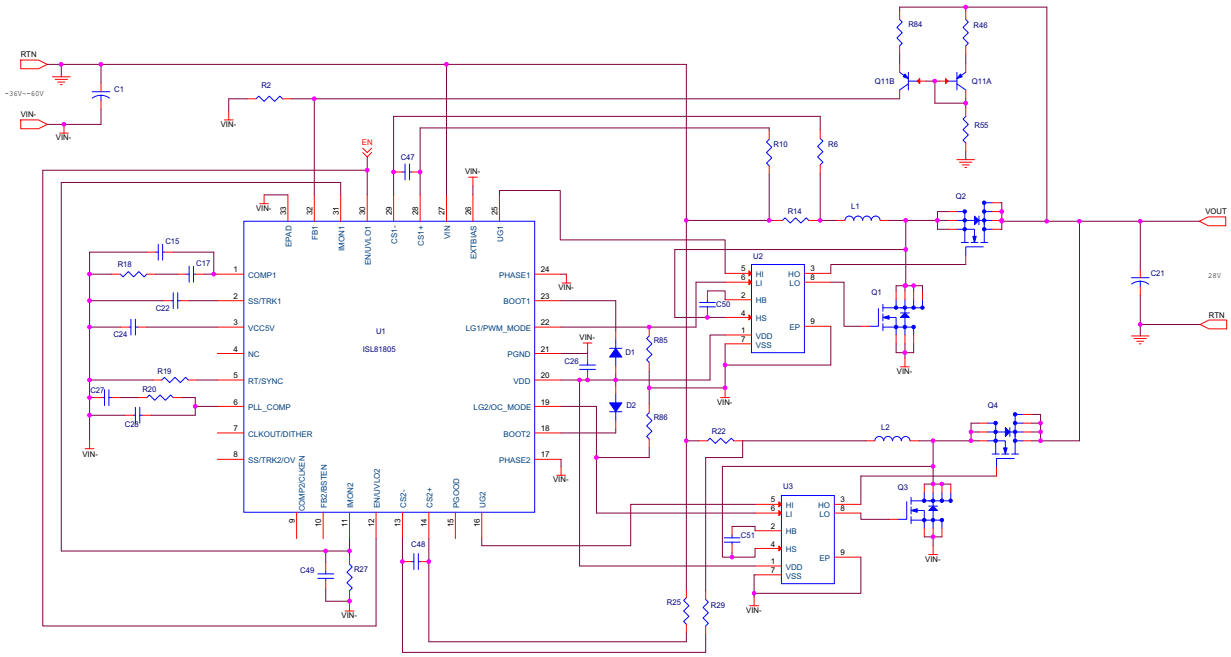 R84
R46
RTN
R2
Q11B
Q11A
C1
-36V~-60V
VIN-
VIN-
VIN-
R55
EN
C47
R10
R6
VIN-
VIN-
33
32
31
30
29
28
27
26
25
EPAD
FB1
IMON1
EN/UVLO1
CS1-
CS1+
VIN
EXTBIAS
UG1
R14
L1
Q2
VOUT
C15
R18
C17
C22
C24
R19
C27
R20
C28
VIN-
1 COMP1
2 SS/TRK1
3 VCC5V
4 NC
5 RT/SYNC
6 PLL_COMP
7 CLKOUT/DITHER
8 SS/TRK2/OV
U1
ISL81805
PHASE1 24
BOOT1 23
LG1/PWM_MODE 22
PGND 21
VDD 20
LG2/OC_MODE 19
BOOT2 18
PHASE2 17
VIN-
VIN-
C26
D1
D2
R85
R86
VIN-
U2
5 HI HO 3
6 LI LO 8
2 HB
4 HS
EP 9
1 VDD
7 VSS
C50
VIN-
Q1
VIN-
C21
28V
RTN
R22
L2
Q4
COMP2/CLKEN
FB2/BSTEN
IMON2
EN/UVLO2
CS2-
CS2+
PGOOD
UG2
9
10
11
12
13
14
15
16
U3
5 HI HO 3
6 LI LO 8
2 HB
4 HS
EP 9
1 VDD
7 VSS
C51
VIN-
Q3
VIN-
C49
R27
VIN-
C48
R25
R29